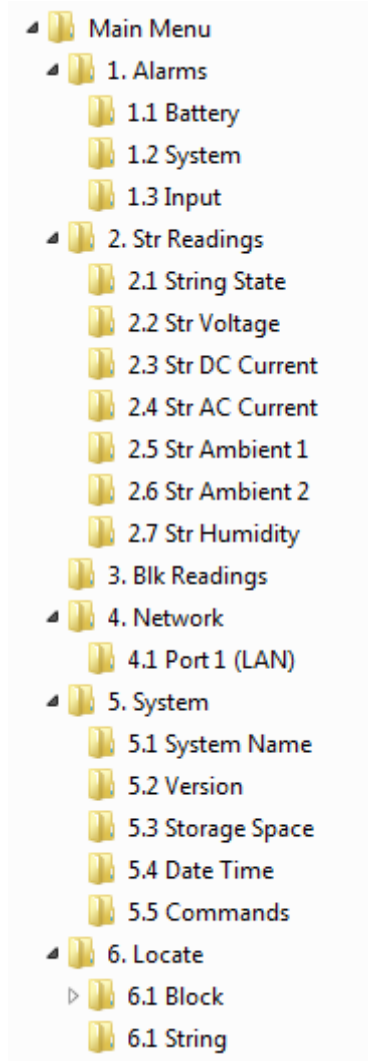 Main Menu
1. Alarms
1.1 Battery
1.2 System
1.3 Input
2. Str Readings
2.1 String State
2.2 Str Voltage
2.3 Str DC Current
2.4 Str AC Current
2.5 Str Ambient 1
2.6 Str Ambient 2
2.7 Str Humidity
3. Blk Readings
4. Network
4.1 Port 1 (LAN)
5. System
5.1 System Name
5.2 Version
5.3 Storage Space
5.4 Date Time
5.5 Commands
6. Locate
6.1 Block
6.1 String